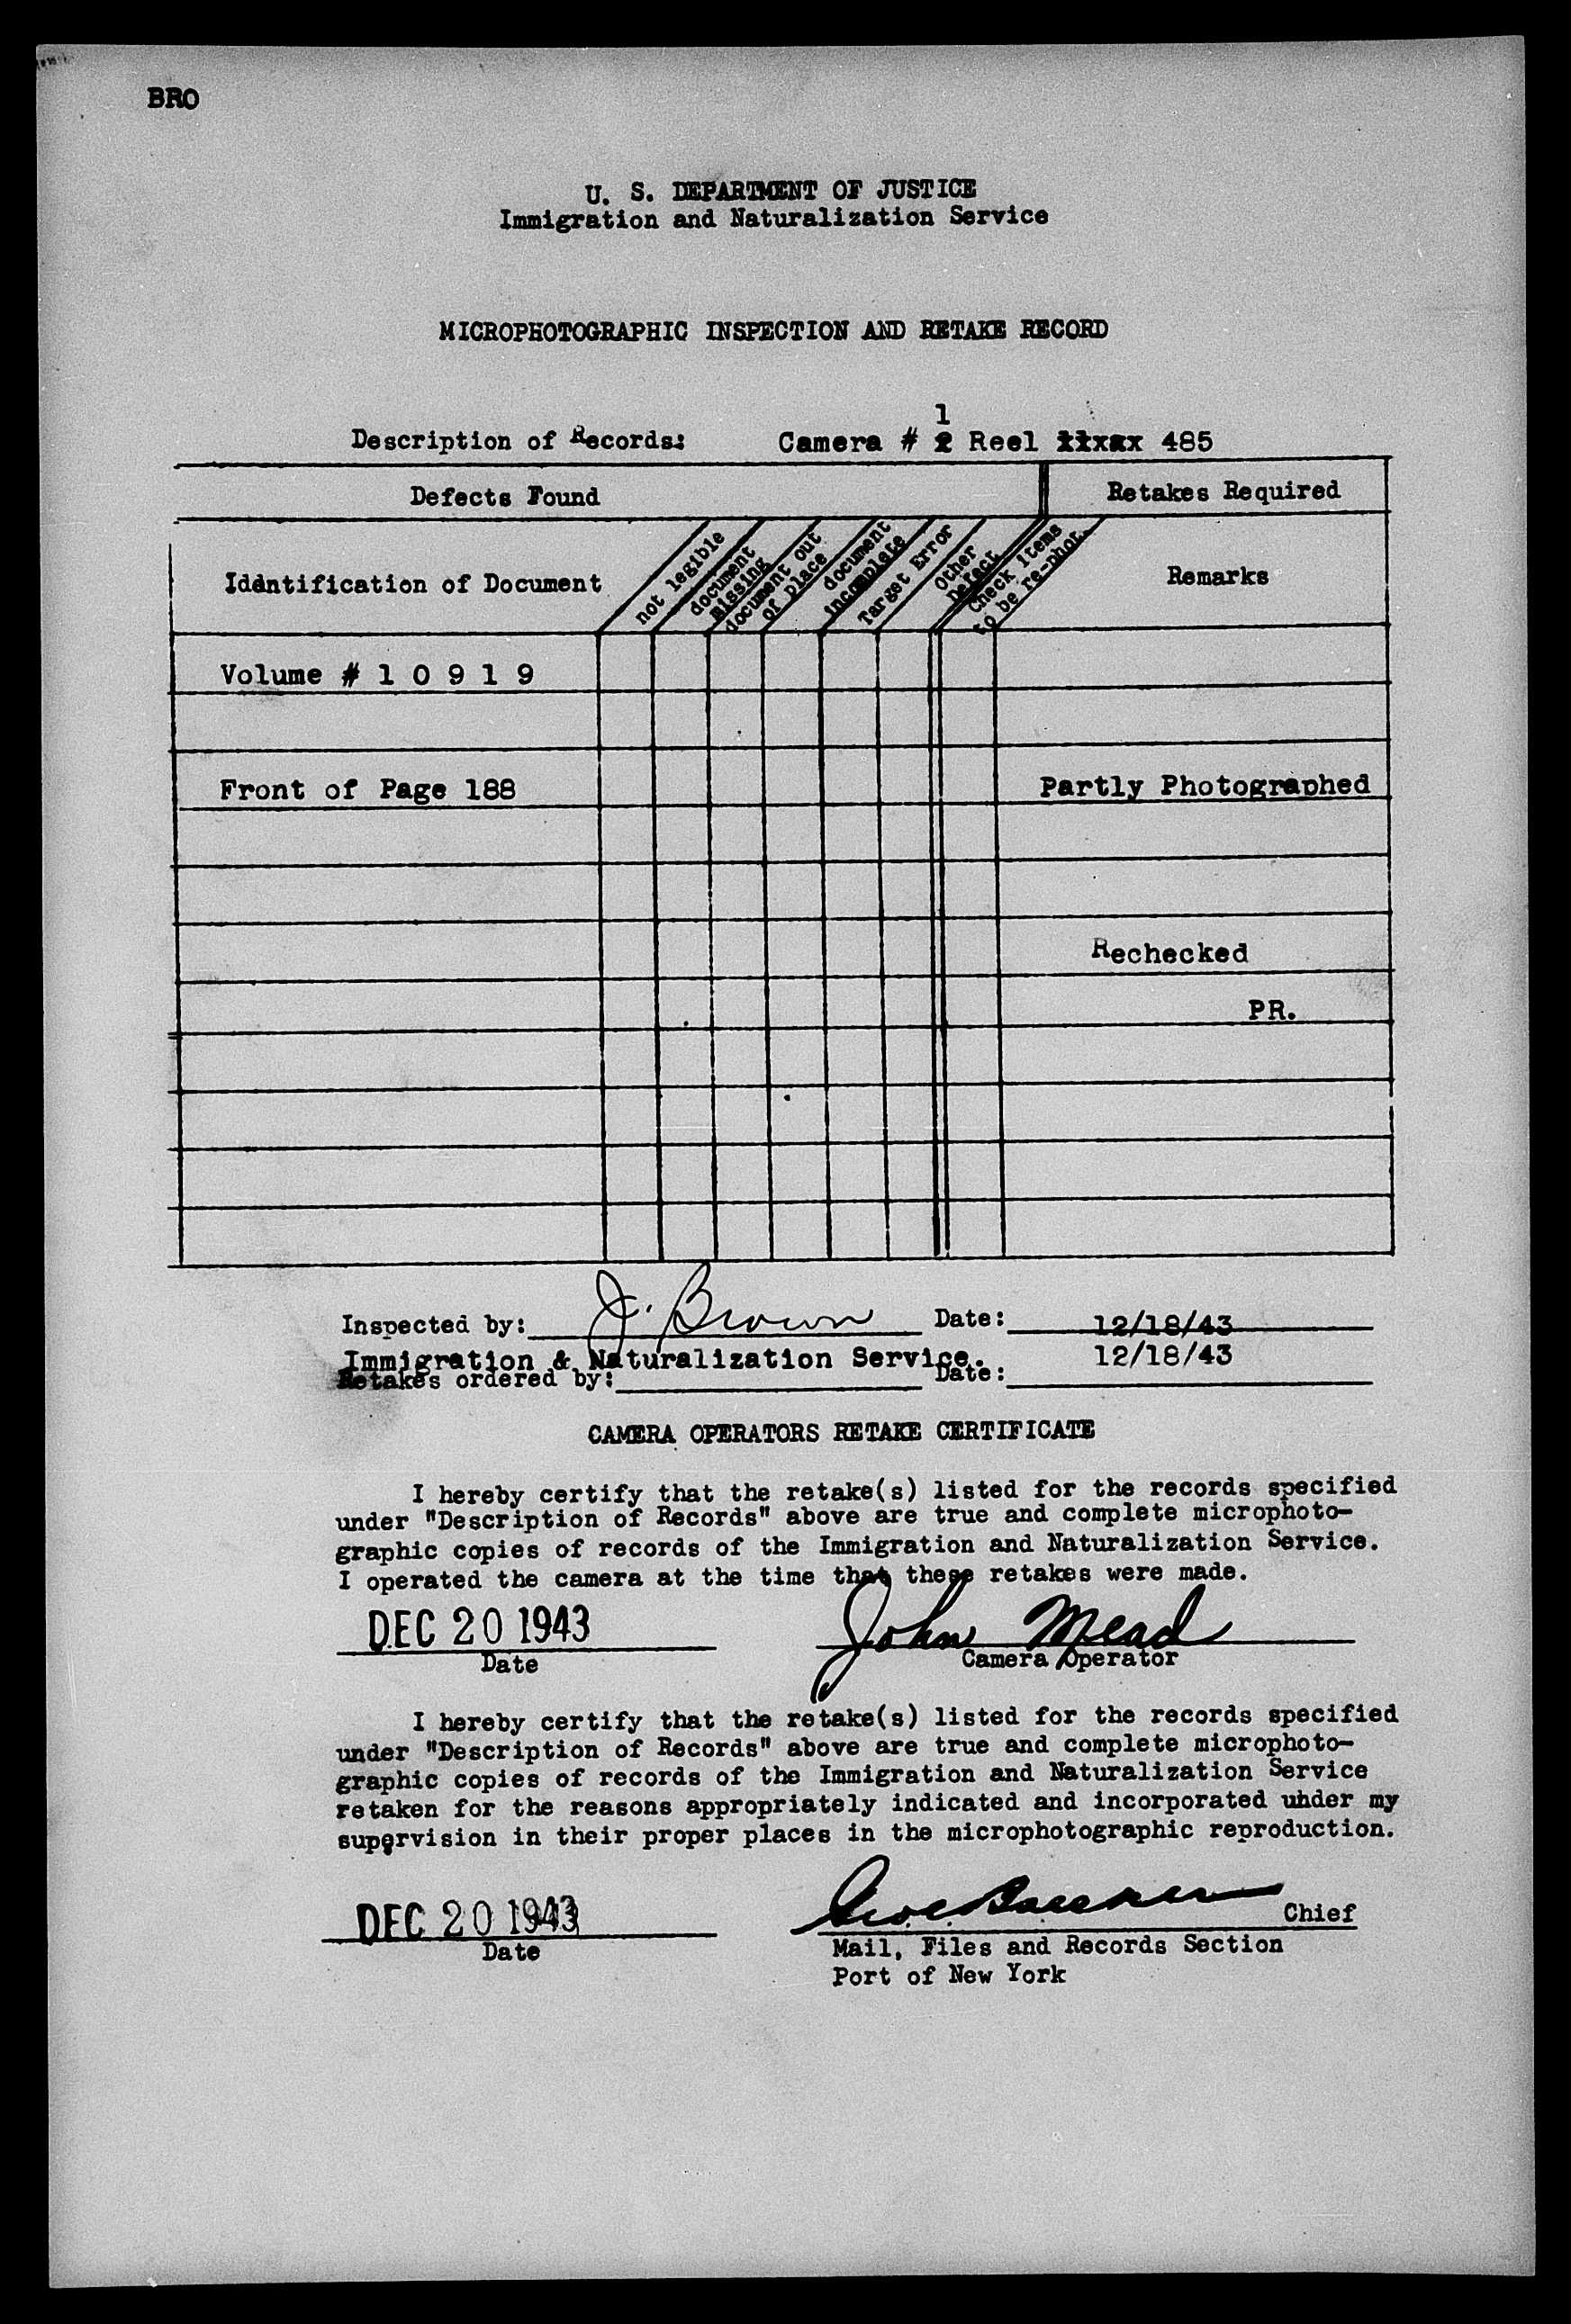 BRO
U. S. DEPARTMENT OF JUSTICE
Immigration and Naturalization Service
MICROPHOTOGRAPHIC INSPECTION AND RETAKE RECORD
1
Description of Records: Camera # 2 Reel 485
Defects Found Retakes Required
Identification of Document
not legible
document missing
document out of place
document incomplete
Target Error
Other Defect
Check items to be re-phot.
Remarks
Volume # 1 0 9 1 9
Front of Page 188 Partly Photographed
Rechecked
PR.
Inspected by: J. Brown Date: 12/18/43
Immigration & Naturalization Service. 12/18/43
Retakes ordered by: Date:
CAMERA OPERATORS RETAKE CERTIFICATE
I hereby certify that the retake(s) listed for the records specified
under "Description of Records" above are true and complete microphoto-
graphic copies of records of the Immigration and Naturalization Service.
I operated the camera at the time that these retakes were made.
DEC 20 1943 John Mead
Date Camera Operator
I hereby certify that the retake(s) listed for the records specified
under "Description of Records" above are true and complete microphoto-
graphic copies of records of the Immigration and Naturalization Service
retaken for the reasons appropriately indicated and incorporated uhder my
supervision in their proper places in the microphotographic reproduction.
DEC 20 1943 Chief
Date Mail, Files and Records Section
Port of New York